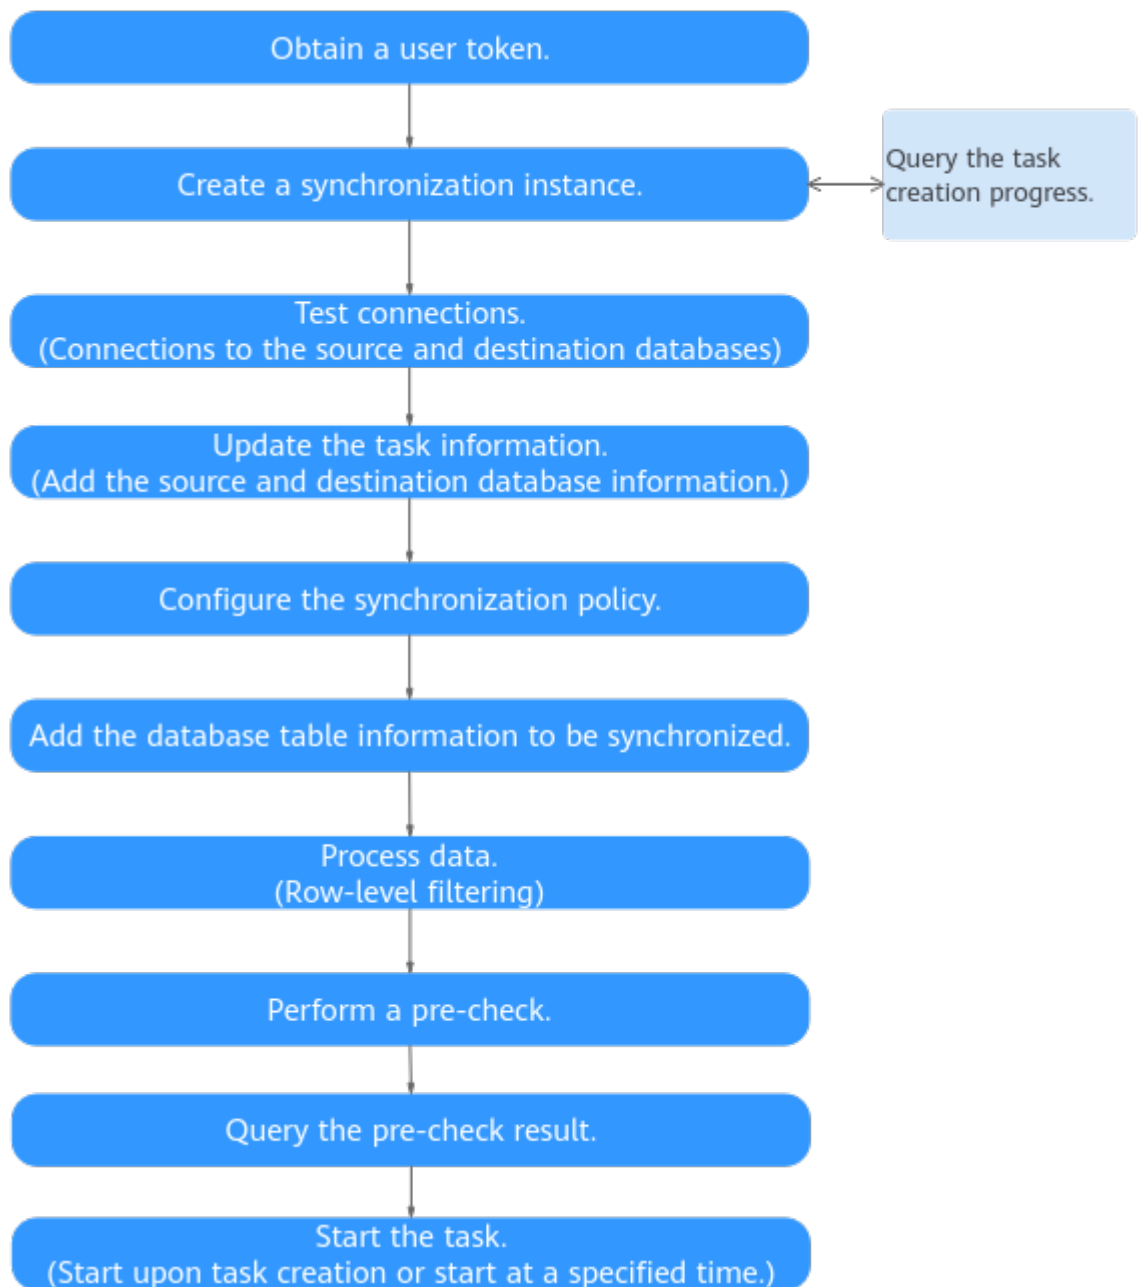 Obtain a user token.
Create a synchronization instance.
Query the task
creation progress.
Test connections.
(Connections to the source and destination databases)
Update the task information.
(Add the source and destination database information.)
Configure the synchronization policy.
Add the database table information to be synchronized.
Process data.
(Row-level filtering)
Perform a pre-check.
Query the pre-check result.
Start the task.
(Start upon task creation or start at a specified time.)